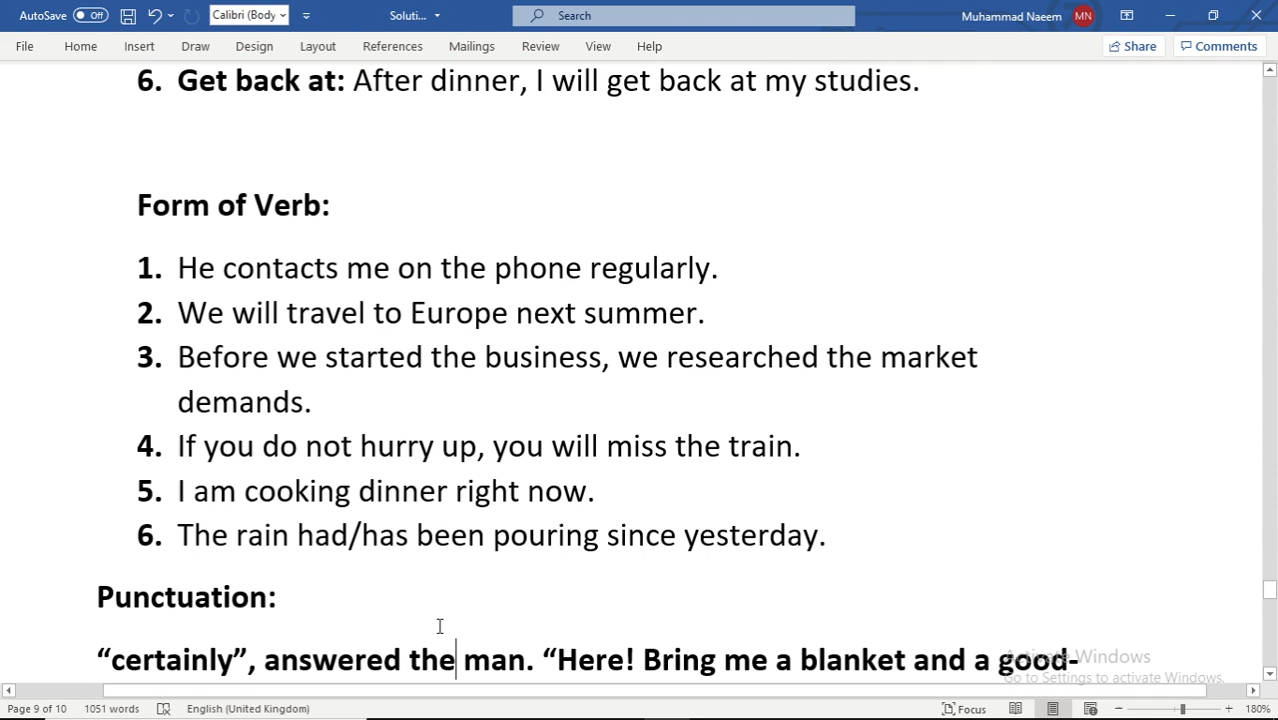 AutoSave Off Calibri (Body Soluti... Search Muhammad Naeem MN
File Home Insert Draw Design Layout References Mailings Review View Help Share Comments
6. Get back at: After dinner, I will get back at my studies.
Form of Verb:
1. He contacts me on the phone regularly.
2. We will travel to Europe next summer.
3. Before we started the business, we researched the market
demands.
4. If you do not hurry up, you will miss the train.
5. I am cooking dinner right now.
6. The rain had/has been pouring since yesterday.
Punctuation:
“certainly”, answered the man. “Here! Bring me a blanket and a good-
Activate Windows
Go to Settings to activate Windows.
Page 9 of 10 1051 words English (United Kingdom) Focus 180%